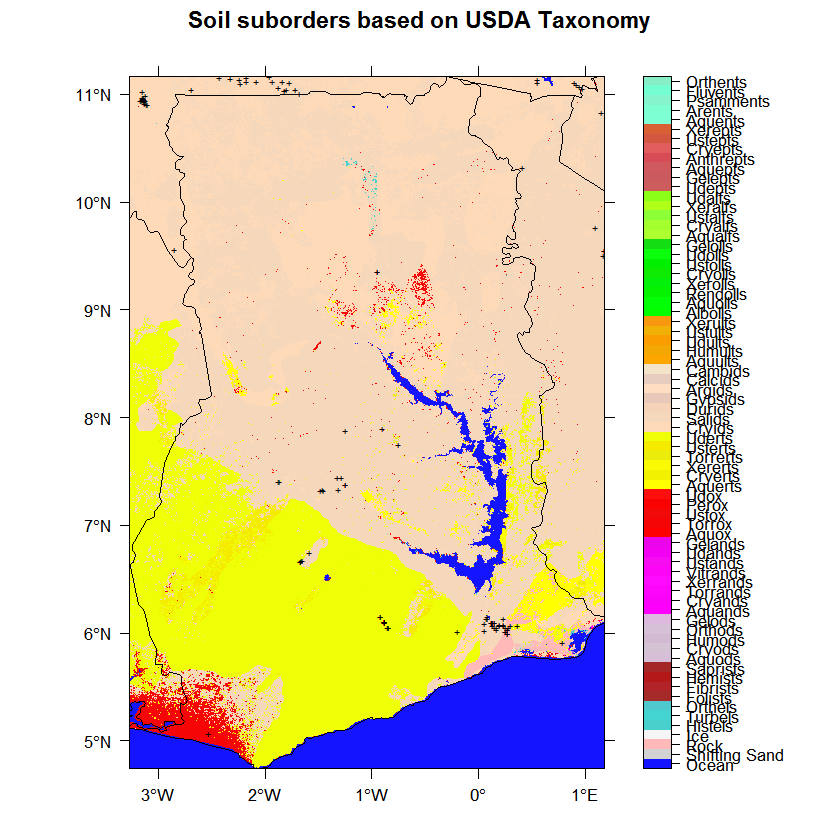 Soil suborders based on USDA Taxonomy
11°N
10°N
9°N
8°N
7°N
6°N
5°N
3°W
2°W
1°W
0°
1°E
Orthents
Fluvents
Psamments
Arents
Aquents
Xerepts
Ustepts
Cryepts
Anthrepts
Aquepts
Gelepts
Udepts
Udalfs
Xeralfs
Ustalfs
Cryalfs
Aqualfs
Gelolls
Udolls
Ustolls
Cryolls
Xerolls
Rendolls
Aquolls
Albolls
Xerults
Ustults
Udults
Humults
Aquults
Cambids
Calcids
Argids
Gypsids
Durids
Salids
Cryids
Uderts
Usterts
Torrerts
Xererts
Cryerts
Aquerts
Udox
Perox
Ustox
Torrox
Aquox
Gelands
Udands
Ustands
Vitrands
Xerrands
Torrands
Cryands
Aquands
Gelods
Orthods
Humods
Cryods
Aquods
Saprists
Hemists
Fibrists
Folists
Orthels
Turbels
Histels
Ice
Rock
Shifting Sand
Ocean